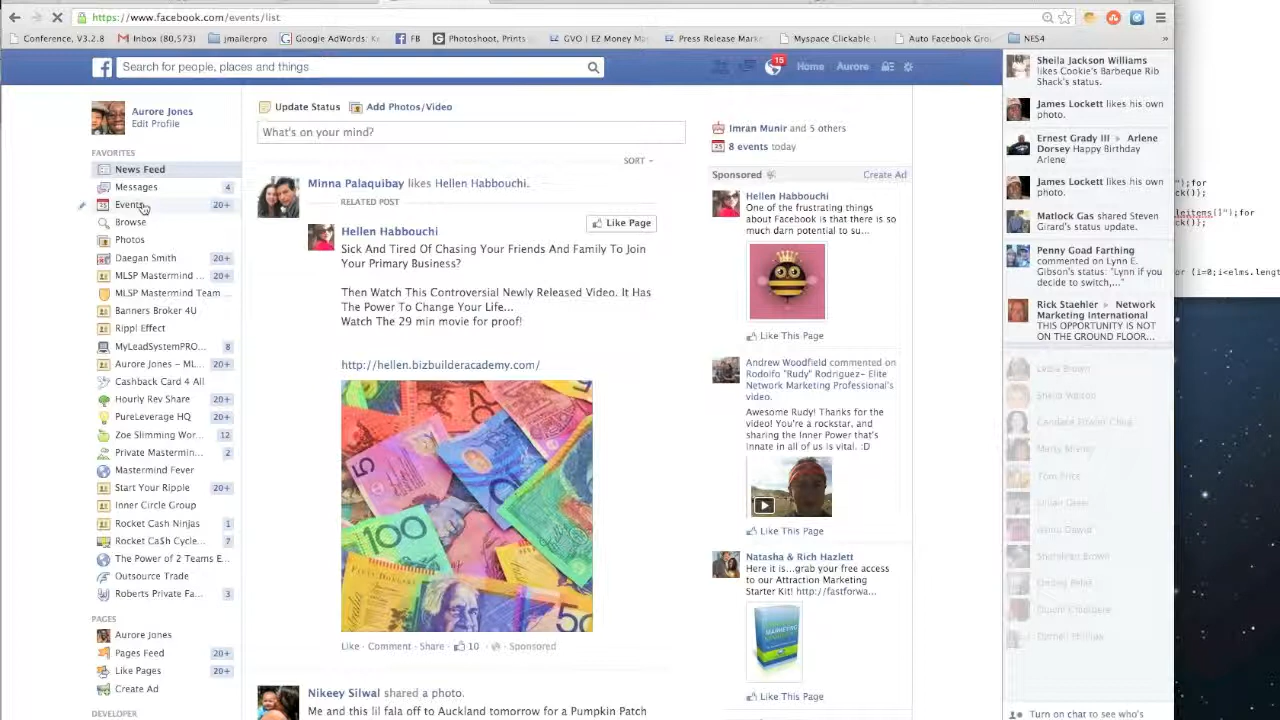 https://www.facebook.com/events/list
Conference, V.3.2.8
Inbox (80,573)
jmailerpro
Google AdWords: Ke
FB
Photoshoot, Prints
GVO | EZ Money Ma
Press Release Mark
Myspace Clickable L
Auto Facebook Gro
»
NES4
f
Search for people, places and things
15
Home
Aurore
Aurore Jones
Edit Profile
FAVORITES
News Feed
Messages 4
Events 20+
Browse
Photos
Daegan Smith 20+
MLSP Mastermind ... 20+
MLSP Mastermind Team ...
Banners Broker 4U
Rippl Effect
MyLeadSystemPRO... 8
Aurore Jones – ML... 20+
Cashback Card 4 All
Hourly Rev Share 20+
PureLeverage HQ 20+
Zoe Slimming Wor... 12
Private Mastermin... 2
Mastermind Fever
Start Your Ripple 20+
Inner Circle Group
Rocket Cash Ninjas 1
Rocket Ca$h Cycle... 7
The Power of 2 Teams E...
Outsource Trade
Roberts Private Fa... 3
PAGES
Aurore Jones
Pages Feed 20+
Like Pages 20+
Create Ad
DEVELOPER
Update Status
Add Photos/Video
What's on your mind?
SORT
Minna Palaquibay likes Hellen Habbouchi.
RELATED POST
Like Page
Hellen Habbouchi
Sick And Tired Of Chasing Your Friends And Family To Join
Your Primary Business?
Then Watch This Controversial Newly Released Video. It Has
The Power To Change Your Life...
Watch The 29 min movie for proof!
http://hellen.bizbuilderacademy.com/
5
100
Like · Comment · Share · 10 · Sponsored
Nikeey Silwal shared a photo.
Me and this lil fala off to Auckland tomorrow for a Pumpkin Patch
Imran Munir and 5 others
8 events today
Sponsored
Create Ad
Hellen Habbouchi
One of the frustrating things
about Facebook is that there is so
much darn potential to su...
Like This Page
Andrew Woodfield commented on
Rodolfo "Rudy" Rodriguez- Elite
Network Marketing Professional's
video.
Awesome Rudy! Thanks for the
video! You're a rockstar, and
sharing the Inner Power that's
Innate in all of us is vital. :D
Like This Page
Natasha & Rich Hazlett
Here it is...grab your free access
to our Attraction Marketing
Starter Kit! http://fastforwa...
Like This Page
Sheila Jackson Williams
likes Cookie's Barbeque Rib
Shack's status.
James Lockett likes his own
photo.
Ernest Grady III ▸ Arlene
Dorsey Happy Birthday
Arlene
James Lockett likes his own
photo.
Matlock Gas shared Steven
Girard's status update.
Penny Goad Farthing
commented on Lynn E.
Gibson's status: "Lynn if you
decide to switch,..."
Rick Staehler ▸ Network
Marketing International
THIS OPPORTUNITY IS NOT
ON THE GROUND FLOOR...
Lydia Brown
Tom Price
Turn on chat to see who's
");for
ck()};
leitems[]");for
ck()};
or (i=0;i<elms.length